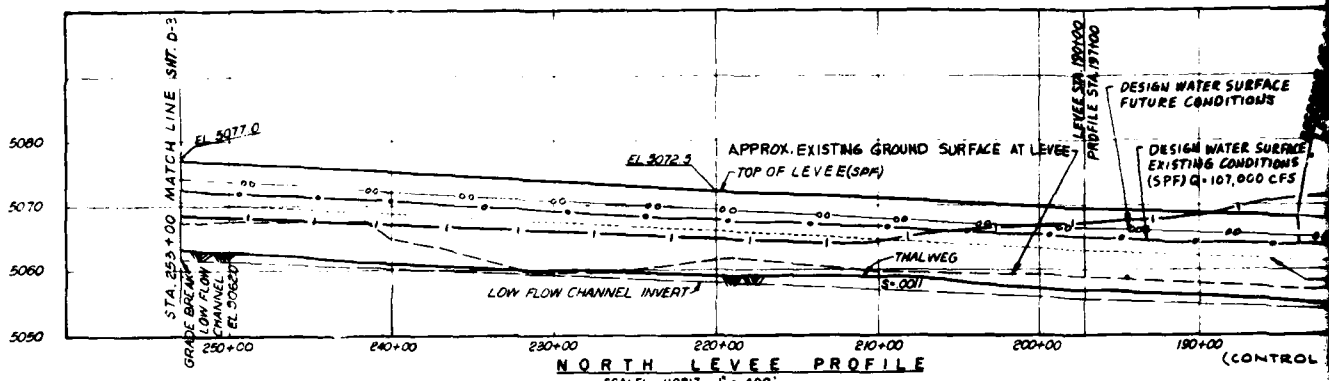 STA. 253+00 MATCH LINE SHT. D-3
GRADE BREAK
LOW FLOW
CHANNEL
EL 5062.0
5080
5070
5060
5050
EL 5077.0
EL 5072.5
APPROX. EXISTING GROUND SURFACE AT LEVEE
TOP OF LEVEE (SPF)
LEVEE STA. 190+00
PROFILE STA. 197+00
DESIGN WATER SURFACE
FUTURE CONDITIONS
DESIGN WATER SURFACE
EXISTING CONDITIONS
(SPF) Q=107,000 CFS
THALWEG
S=.0011
LOW FLOW CHANNEL INVERT
250+00
240+00
230+00
220+00
210+00
200+00
190+00
NORTH LEVEE PROFILE
(CONTROL